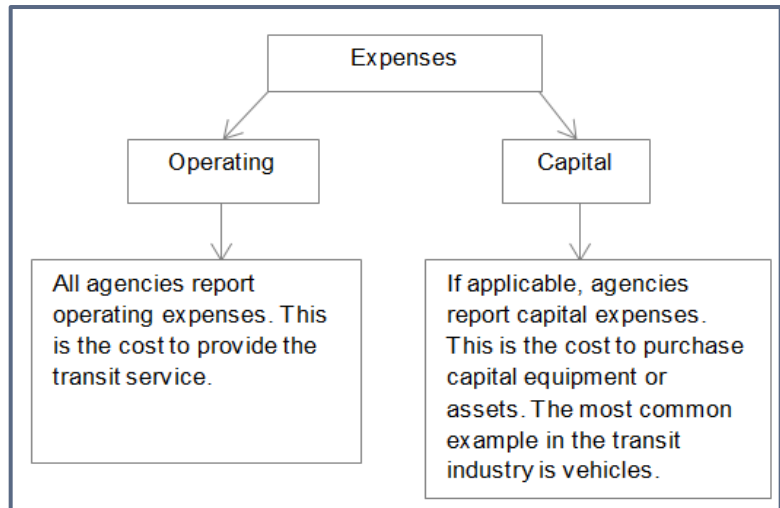 Expenses
Operating
Capital
All agencies report
operating expenses. This
is the cost to provide the
transit service.
If applicable, agencies
report capital expenses.
This is the cost to purchase
capital equipment or
assets. The most common
example in the transit
industry is vehicles.